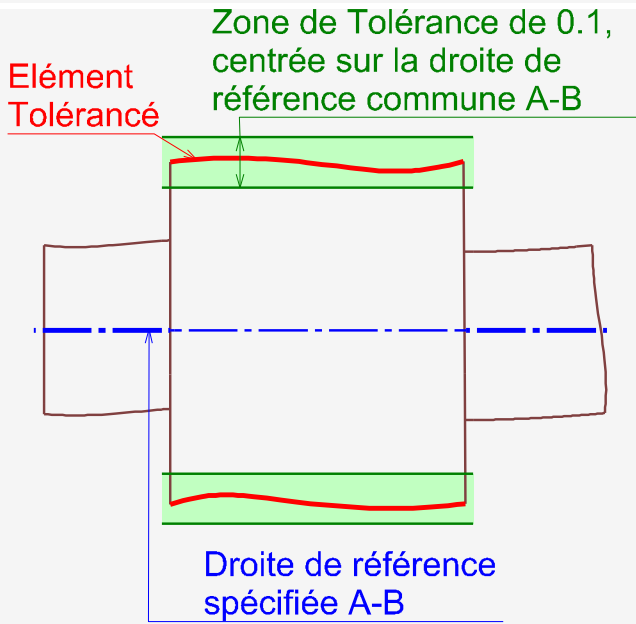 Zone de Tolérance de 0.1,
centrée sur la droite de
référence commune A-B
Elément
Tolérancé
Droite de référence
spécifiée A-B